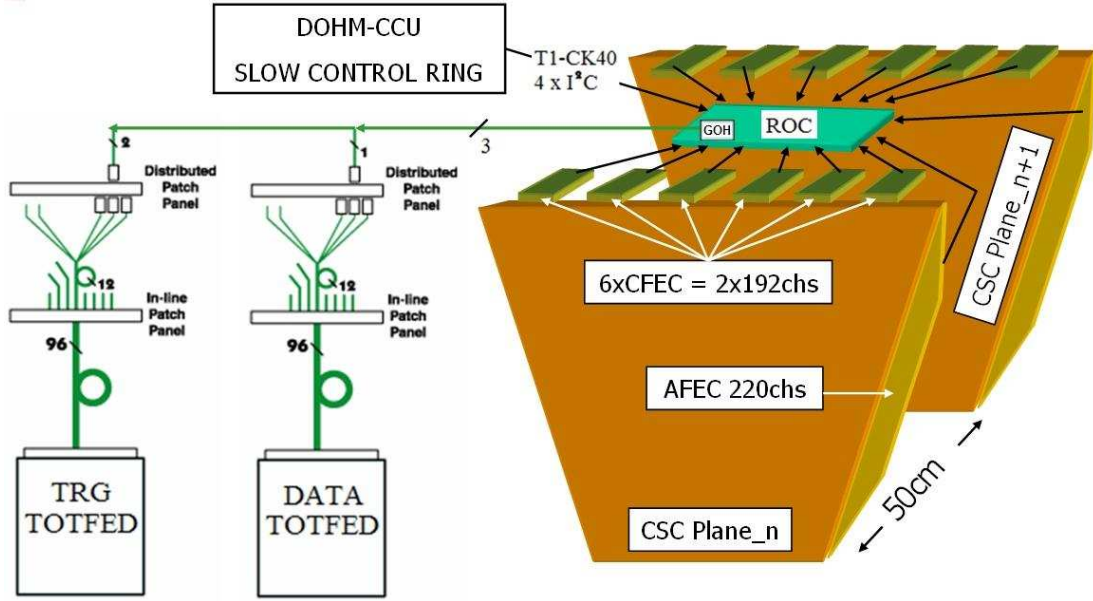 DOHM-CCU
SLOW CONTROL RING
T1-CK40
4 x I²C
GOH
ROC
3
2
1
Distributed
Patch
Panel
Distributed
Patch
Panel
12
12
In-line
Patch
Panel
In-line
Patch
Panel
96
96
TRG
TOTFED
DATA
TOTFED
6xCFEC = 2x192chs
AFEC 220chs
CSC Plane_n
CSC Plane_n+1
50cm